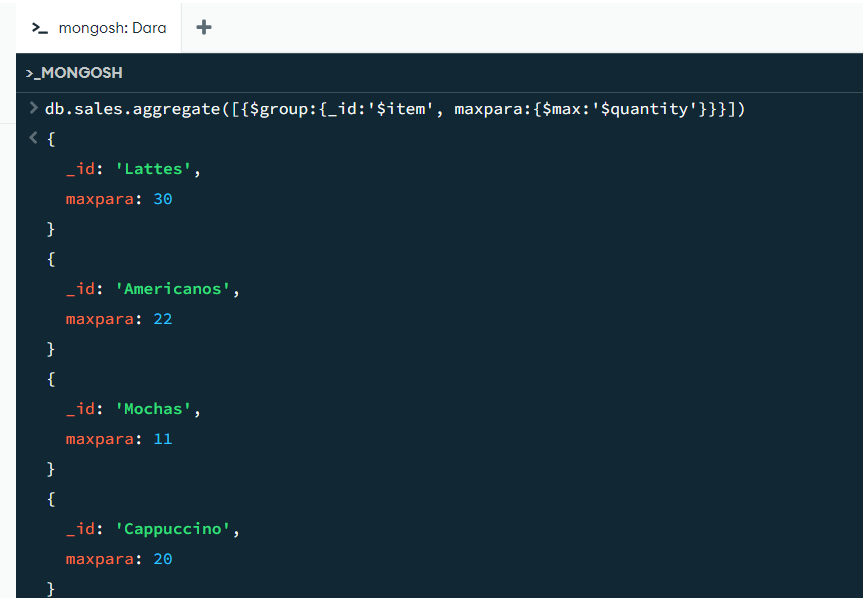 mongosh: Dara
>_MONGOSH
> db.sales.aggregate([{$group:{_id:'$item', maxpara:{$max:'$quantity'}}}])
< {
_id: 'Lattes',
maxpara: 30
}
{
_id: 'Americanos',
maxpara: 22
}
{
_id: 'Mochas',
maxpara: 11
}
{
_id: 'Cappuccino',
maxpara: 20
}